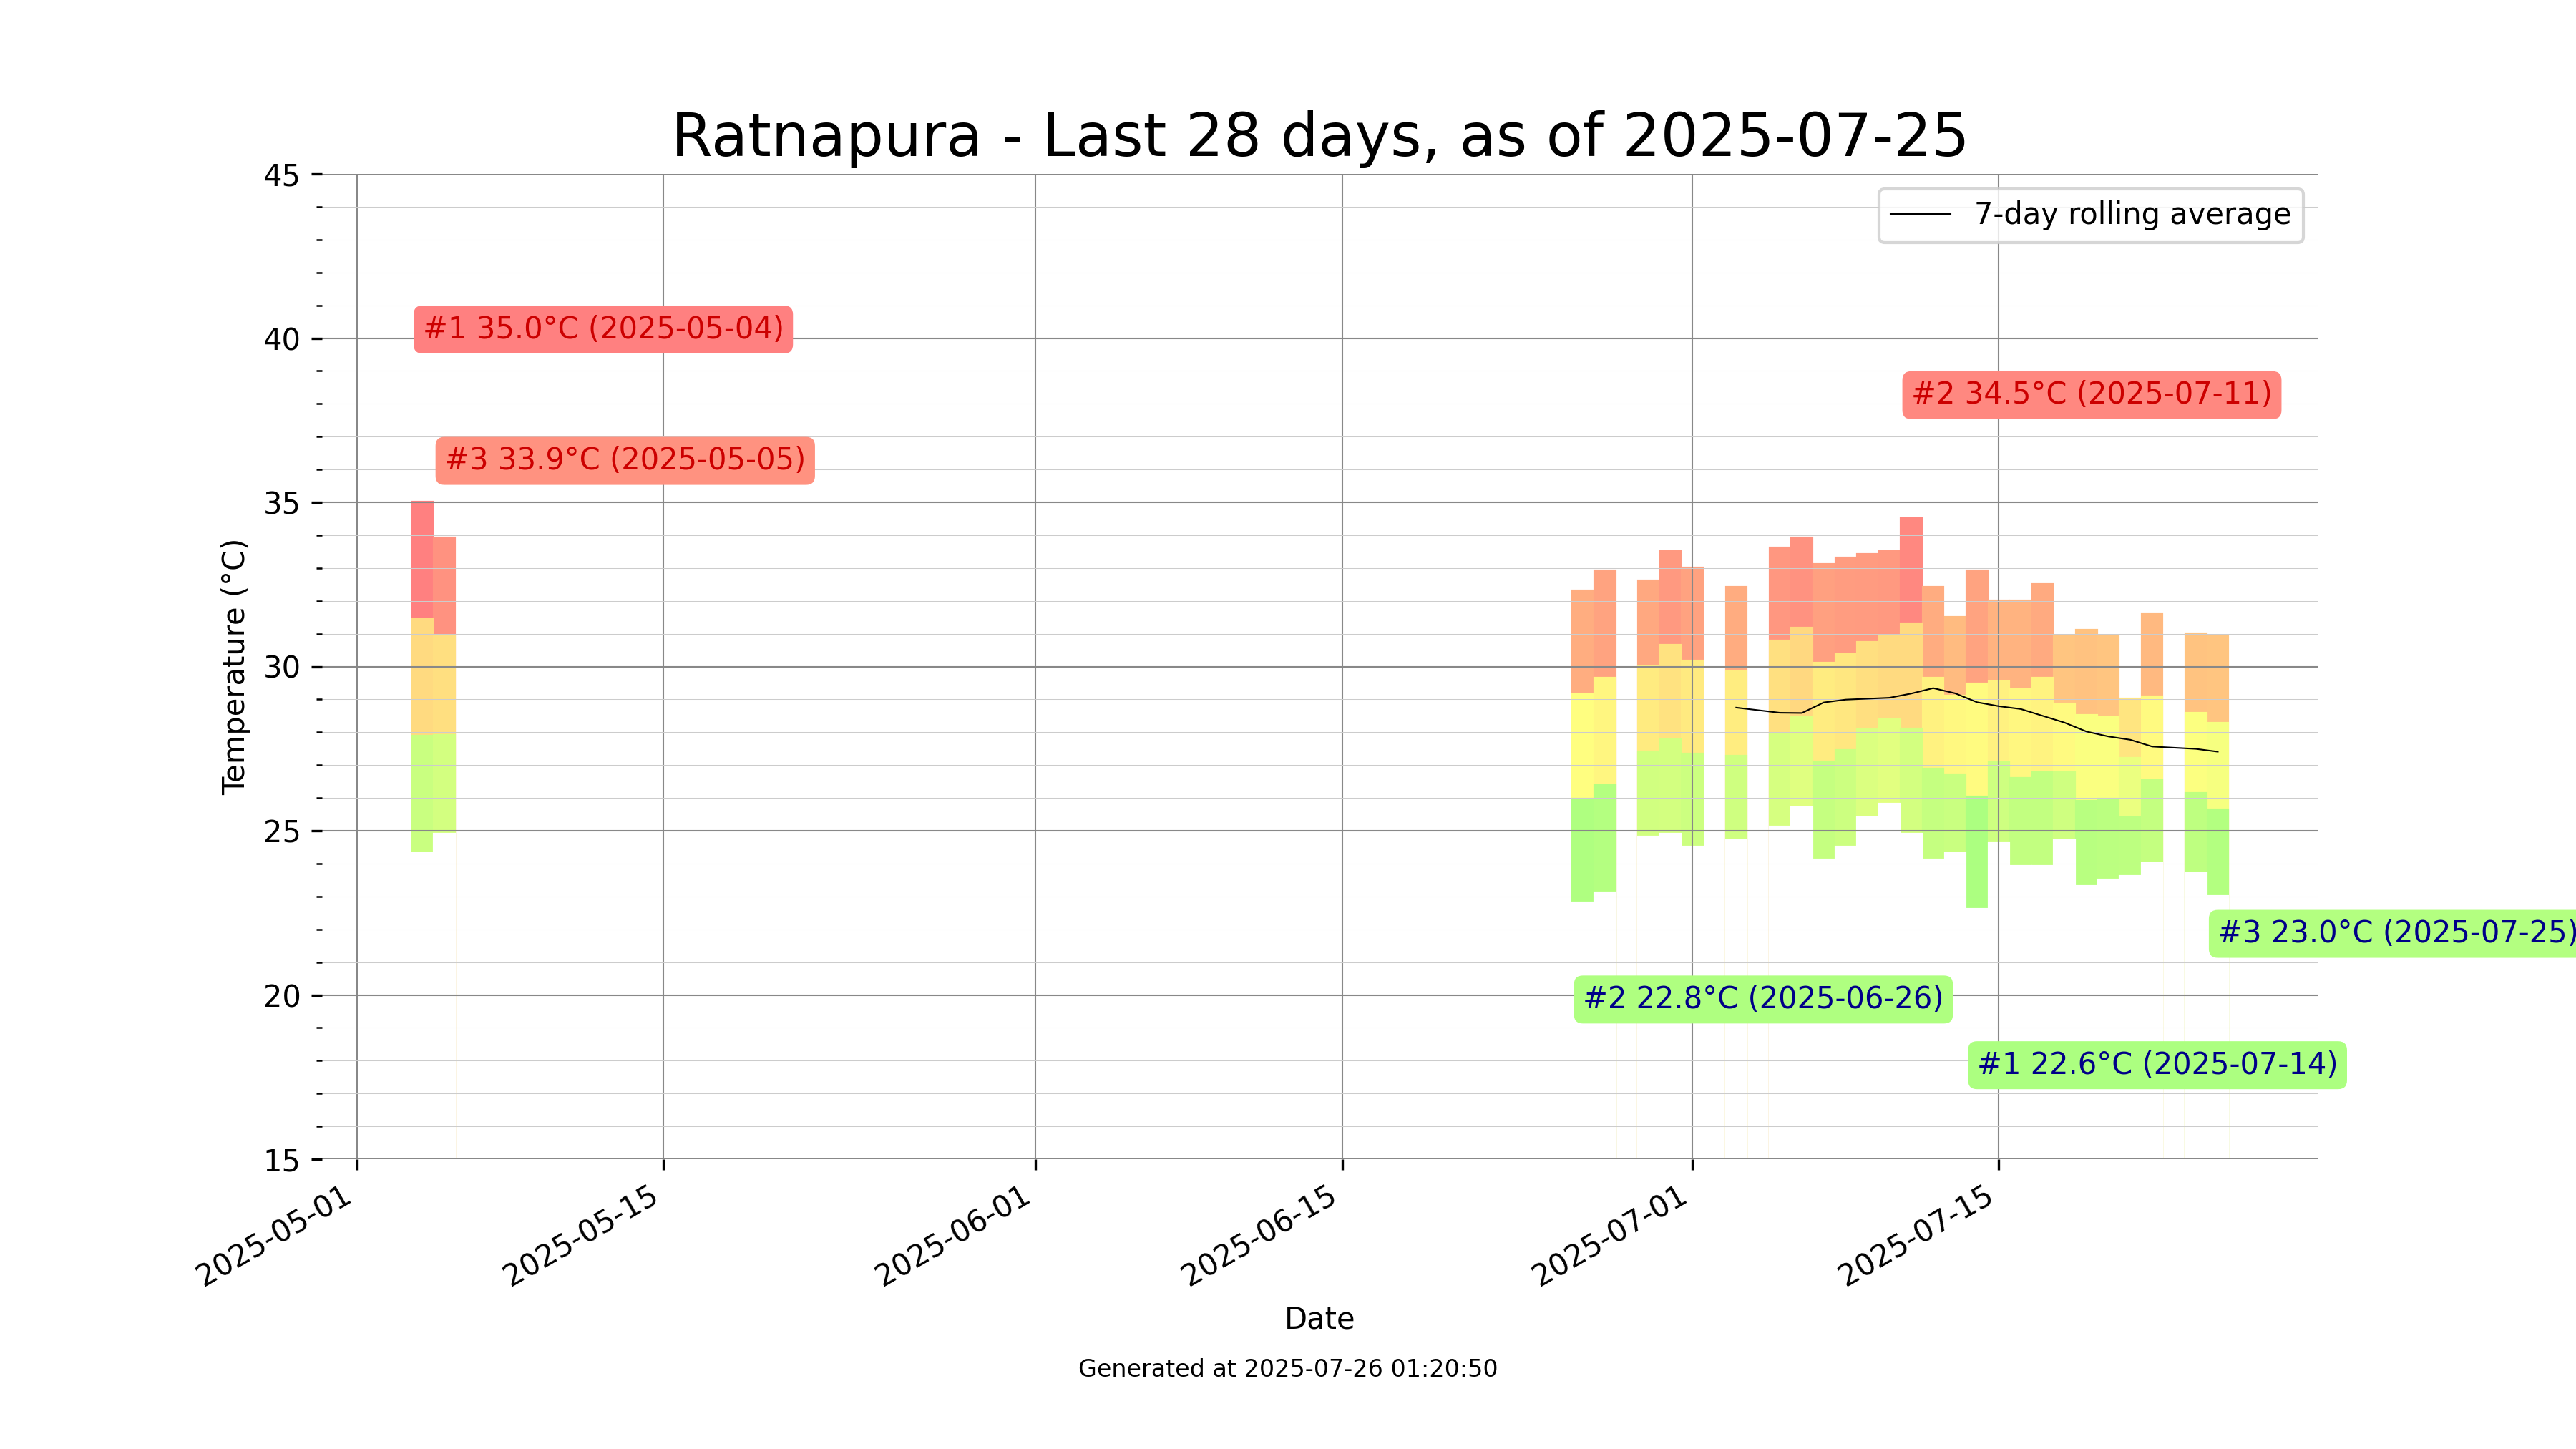 Ratnapura - Last 28 days, as of 2025-07-25
7-day rolling average
#1 35.0°C (2025-05-04)
#2 34.5°C (2025-07-11)
#3 33.9°C (2025-05-05)
#3 23.0°C (2025-07-25)
#2 22.8°C (2025-06-26)
#1 22.6°C (2025-07-14)
Temperature (°C)
45
40
35
30
25
20
15
2025-05-01
2025-05-15
2025-06-01
2025-06-15
2025-07-01
2025-07-15
Date
Generated at 2025-07-26 01:20:50